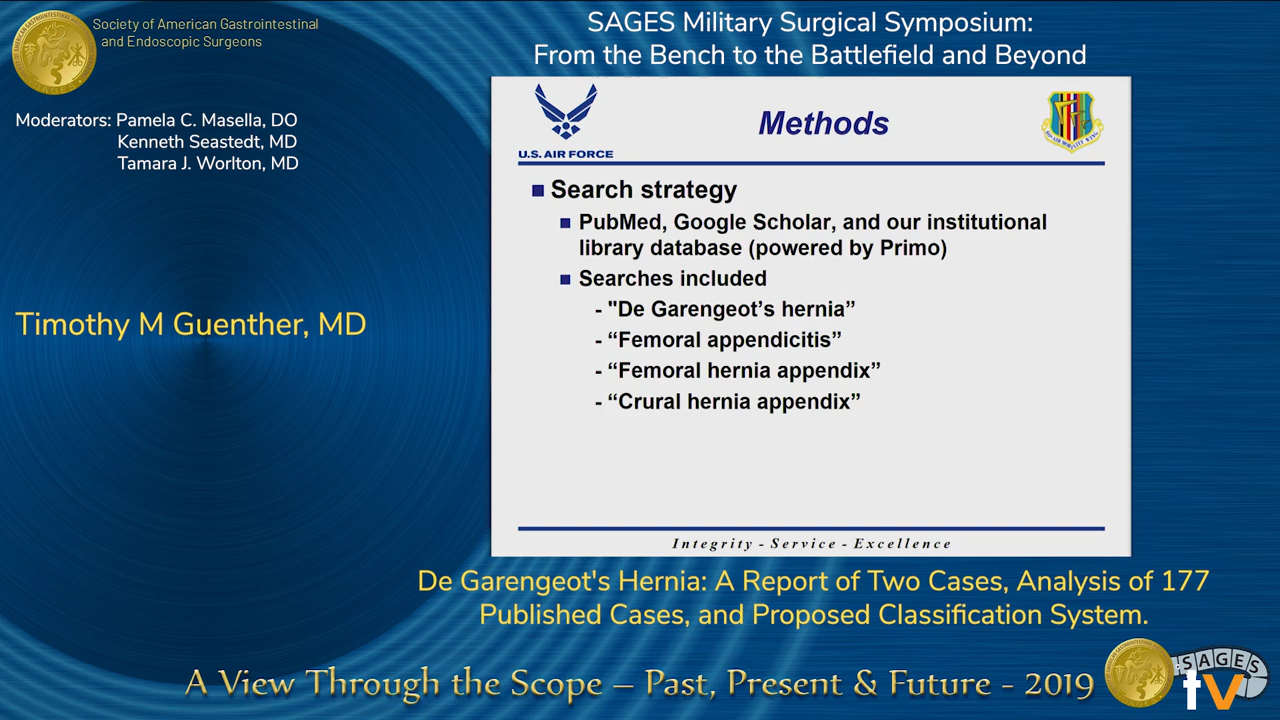 Society of American Gastrointestinal
and Endoscopic Surgeons
SAGES Military Surgical Symposium:
From the Bench to the Battlefield and Beyond
Moderators: Pamela C. Masella, DO
Kenneth Seastedt, MD
Tamara J. Worlton, MD
Timothy M Guenther, MD
U.S. AIR FORCE
Methods
Search strategy
PubMed, Google Scholar, and our institutional
library database (powered by Primo)
Searches included
- "De Garengeot’s hernia”
- “Femoral appendicitis”
- “Femoral hernia appendix”
- “Crural hernia appendix”
Integrity - Service - Excellence
De Garengeot's Hernia: A Report of Two Cases, Analysis of 177
Published Cases, and Proposed Classification System.
A View Through the Scope – Past, Present & Future - 2019
SAGES
tv